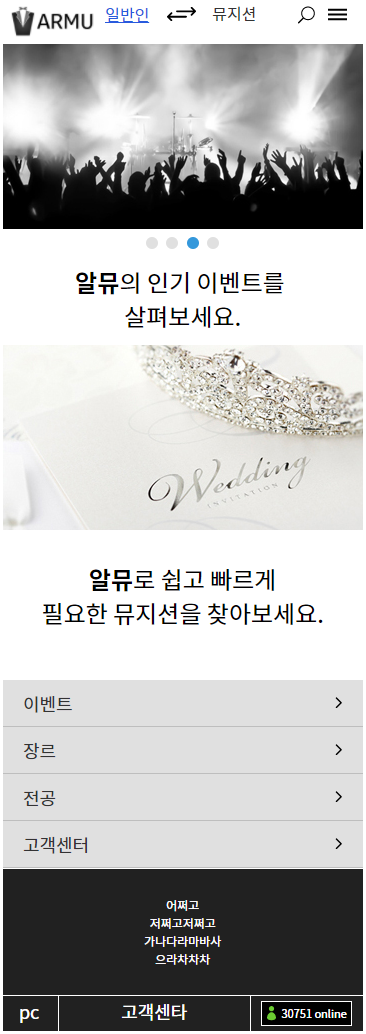 ARMU 일반인 뮤지션
알뮤의 인기 이벤트를
살펴보세요.
Wedding
INVITATION
알뮤로 쉽고 빠르게
필요한 뮤지션을 찾아보세요.
이벤트
장르
전공
고객센터
어쩌고
저쩌고저쩌고
가나다라마바사
으라차차차
pc 고객센타 30751 online